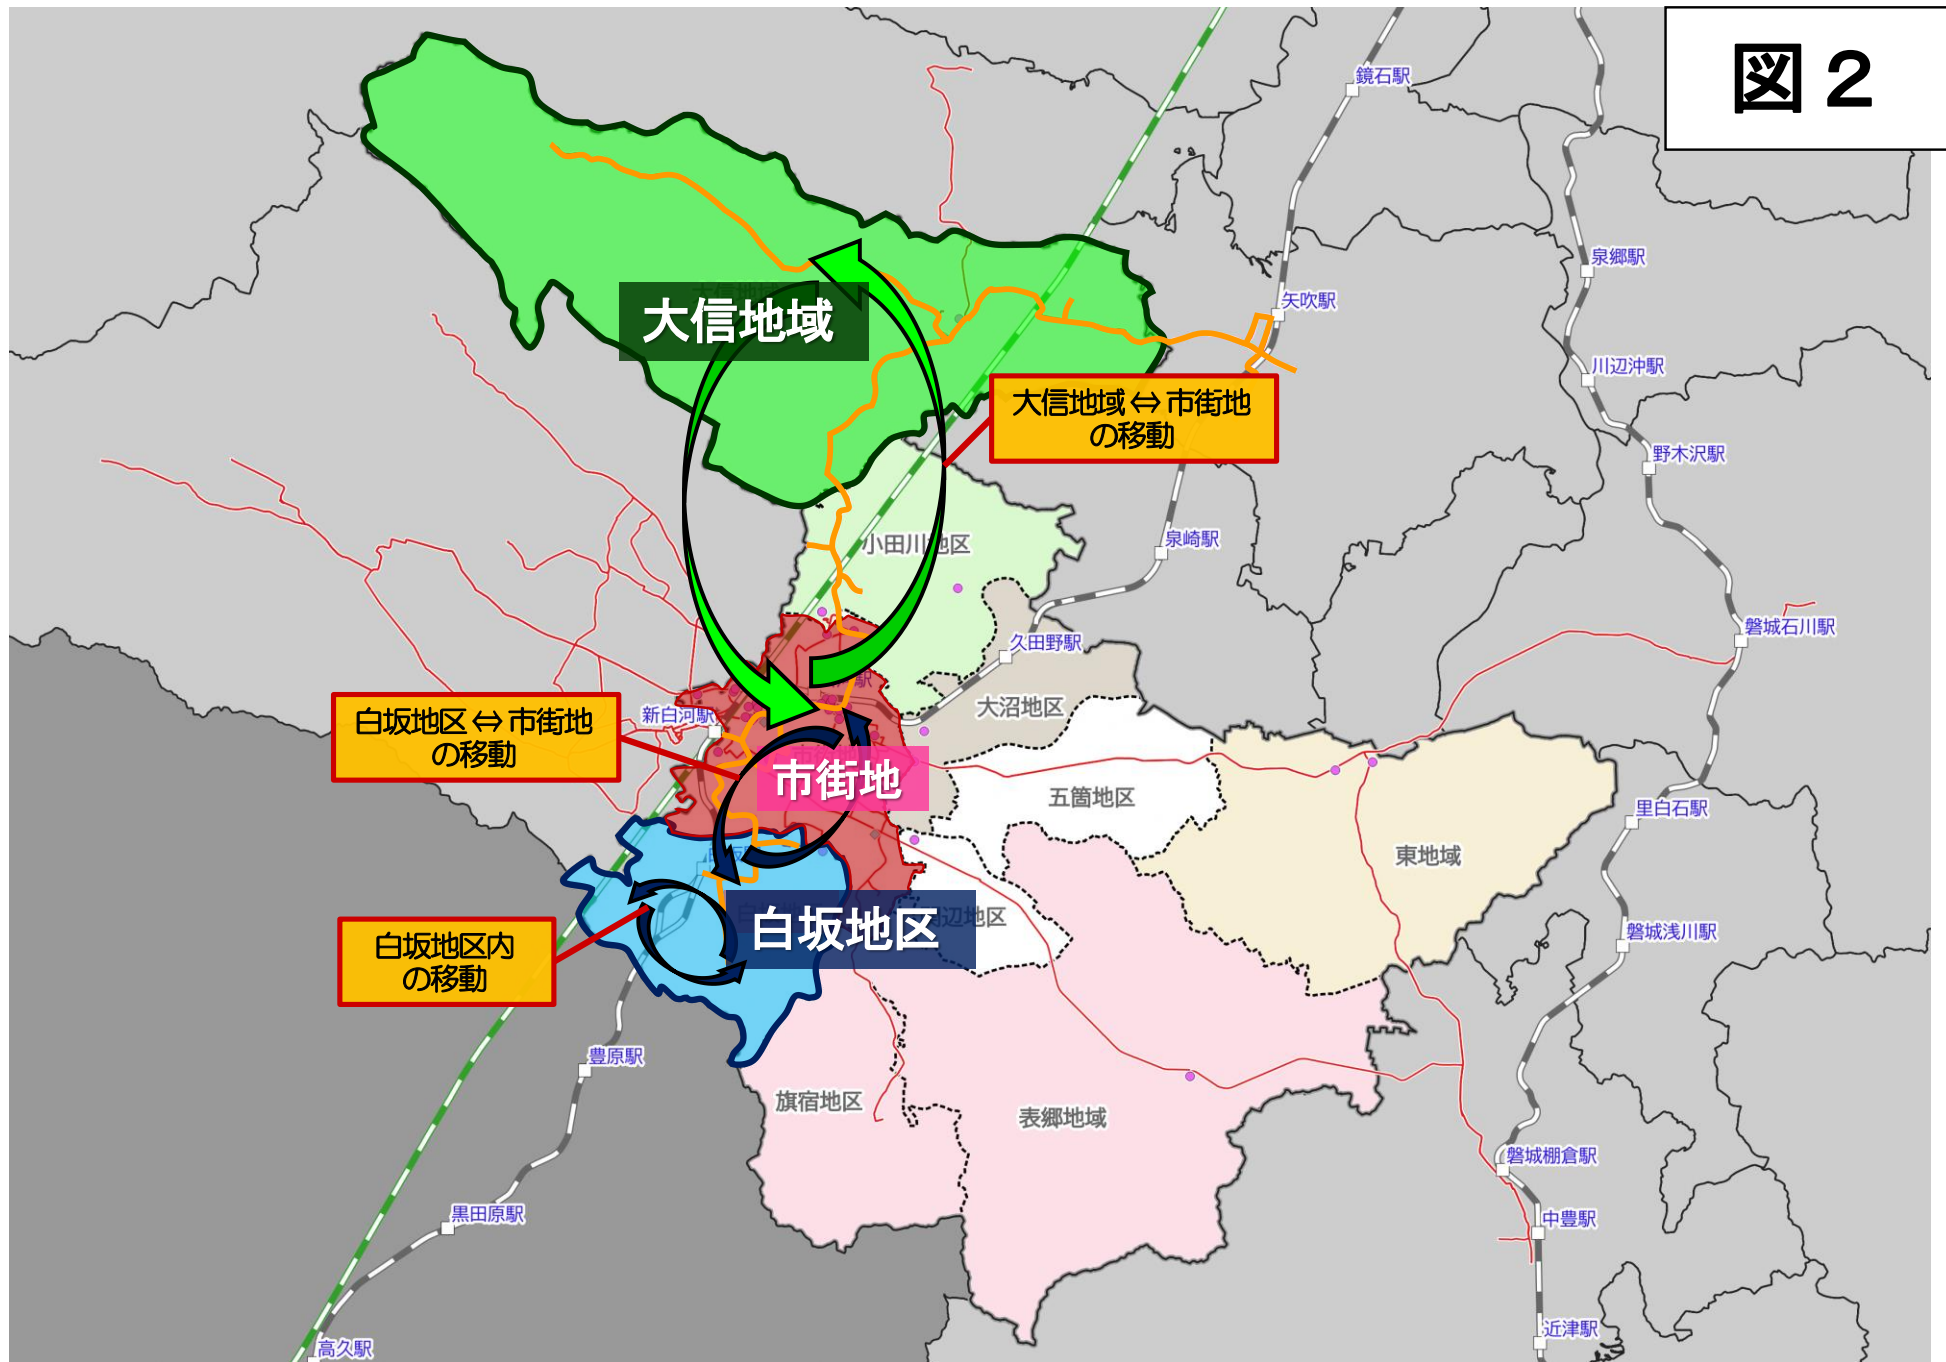 図２
鏡石駅
泉郷駅
矢吹駅
大信地域
川辺沖駅
大信地域⇔市街地
の移動
野木沢駅
小田川地区
泉崎駅
久田野駅
磐城石川駅
大沼地区
新白河駅
白坂地区⇔市街地
の移動
市街地
五箇地区
里白石駅
東地域
白坂地区
辺地区
磐城浅川駅
白坂地区内
の移動
豊原駅
旗宿地区
表郷地域
磐城棚倉駅
黒田原駅
中豊駅
近津駅
高久駅